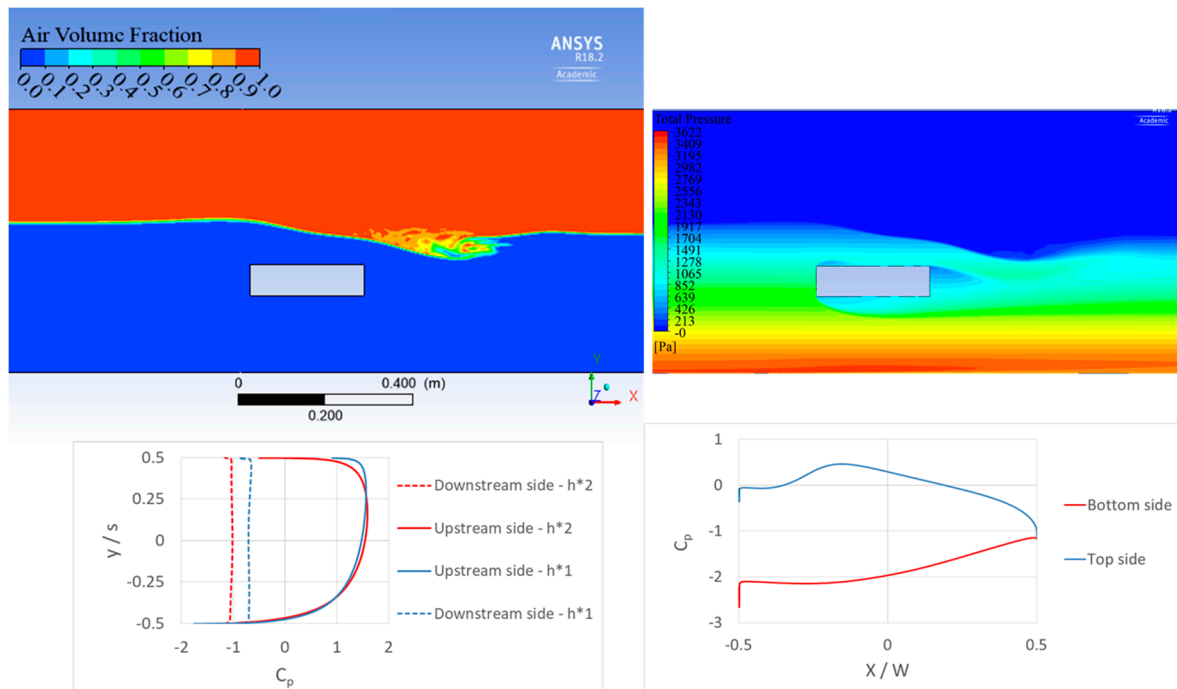 Air Volume Fraction
0.0 0.1 0.2 0.3 0.4 0.5 0.6 0.7 0.8 0.9 1.0
ANSYS
R18.2
Academic
0 0.400 (m)
0.200
Y
Z X
R18.2
Academic
Total Pressure
3622
3409
3195
2982
2769
2556
2343
2130
1917
1704
1491
1278
1065
852
639
426
213
-0
[Pa]
y / s
0.5
0.25
0
-0.25
-0.5
-2 -1 0 1 2
Cp
Downstream side - h*2
Upstream side - h*2
Upstream side - h*1
Downstream side - h*1
Cp
1
0
-1
-2
-3
-0.5 0 0.5
X / W
Bottom side
Top side